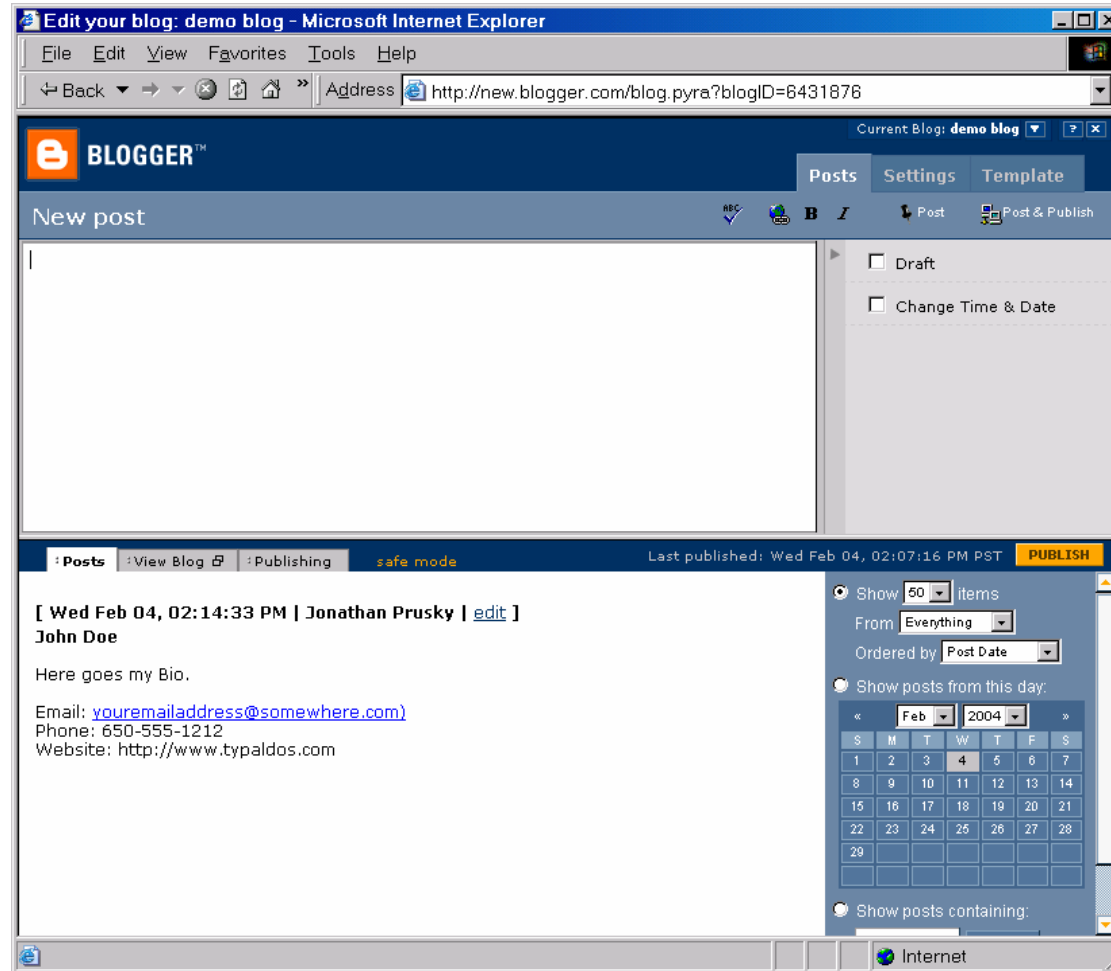 Edit your blog: demo blog - Microsoft Internet Explorer
File Edit View Favorites Tools Help
Back » Address http://new.blogger.com/blog.pyra?blogID=6431876
Current Blog: demo blog ? x
BLOGGER™
Posts Settings Template
New post ABC B I Post Post & Publish
Draft
Change Time & Date
Posts View Blog Publishing safe mode Last published: Wed Feb 04, 02:07:16 PM PST PUBLISH
[ Wed Feb 04, 02:14:33 PM | Jonathan Prusky | edit ]
John Doe
Here goes my Bio.
Email: youremailaddress@somewhere.com)
Phone: 650-555-1212
Website: http://www.typaldos.com
Show 50 items
From Everything
Ordered by Post Date
Show posts from this day:
« Feb 2004 »
S M T W T F S
1 2 3 4 5 6 7
8 9 10 11 12 13 14
15 16 17 18 19 20 21
22 23 24 25 26 27 28
29
Show posts containing:
Internet